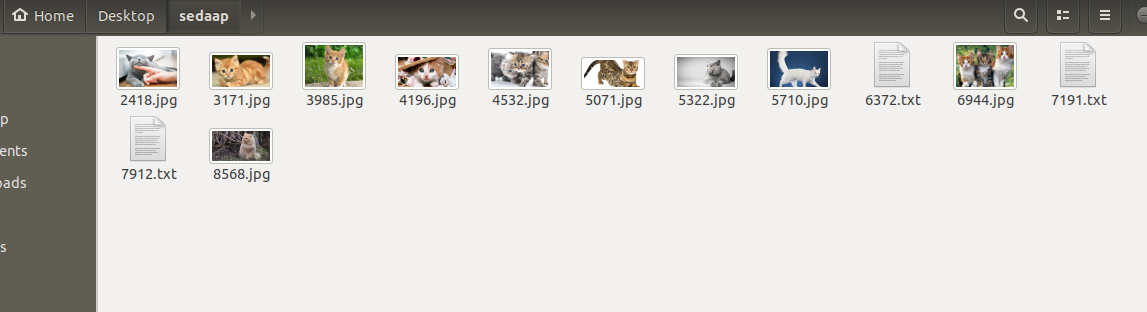 Home Desktop sedaap
2418.jpg 3171.jpg 3985.jpg 4196.jpg 4532.jpg 5071.jpg 5322.jpg 5710.jpg 6372.txt 6944.jpg 7191.txt
p
7912.txt 8568.jpg
ents
oads
s